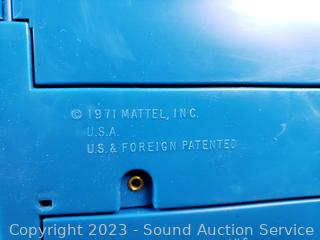 © 1971 MATTEL, INC.
U.S.A.
U.S. & FOREIGN PATENTED
Copyright 2023 - Sound Auction Service